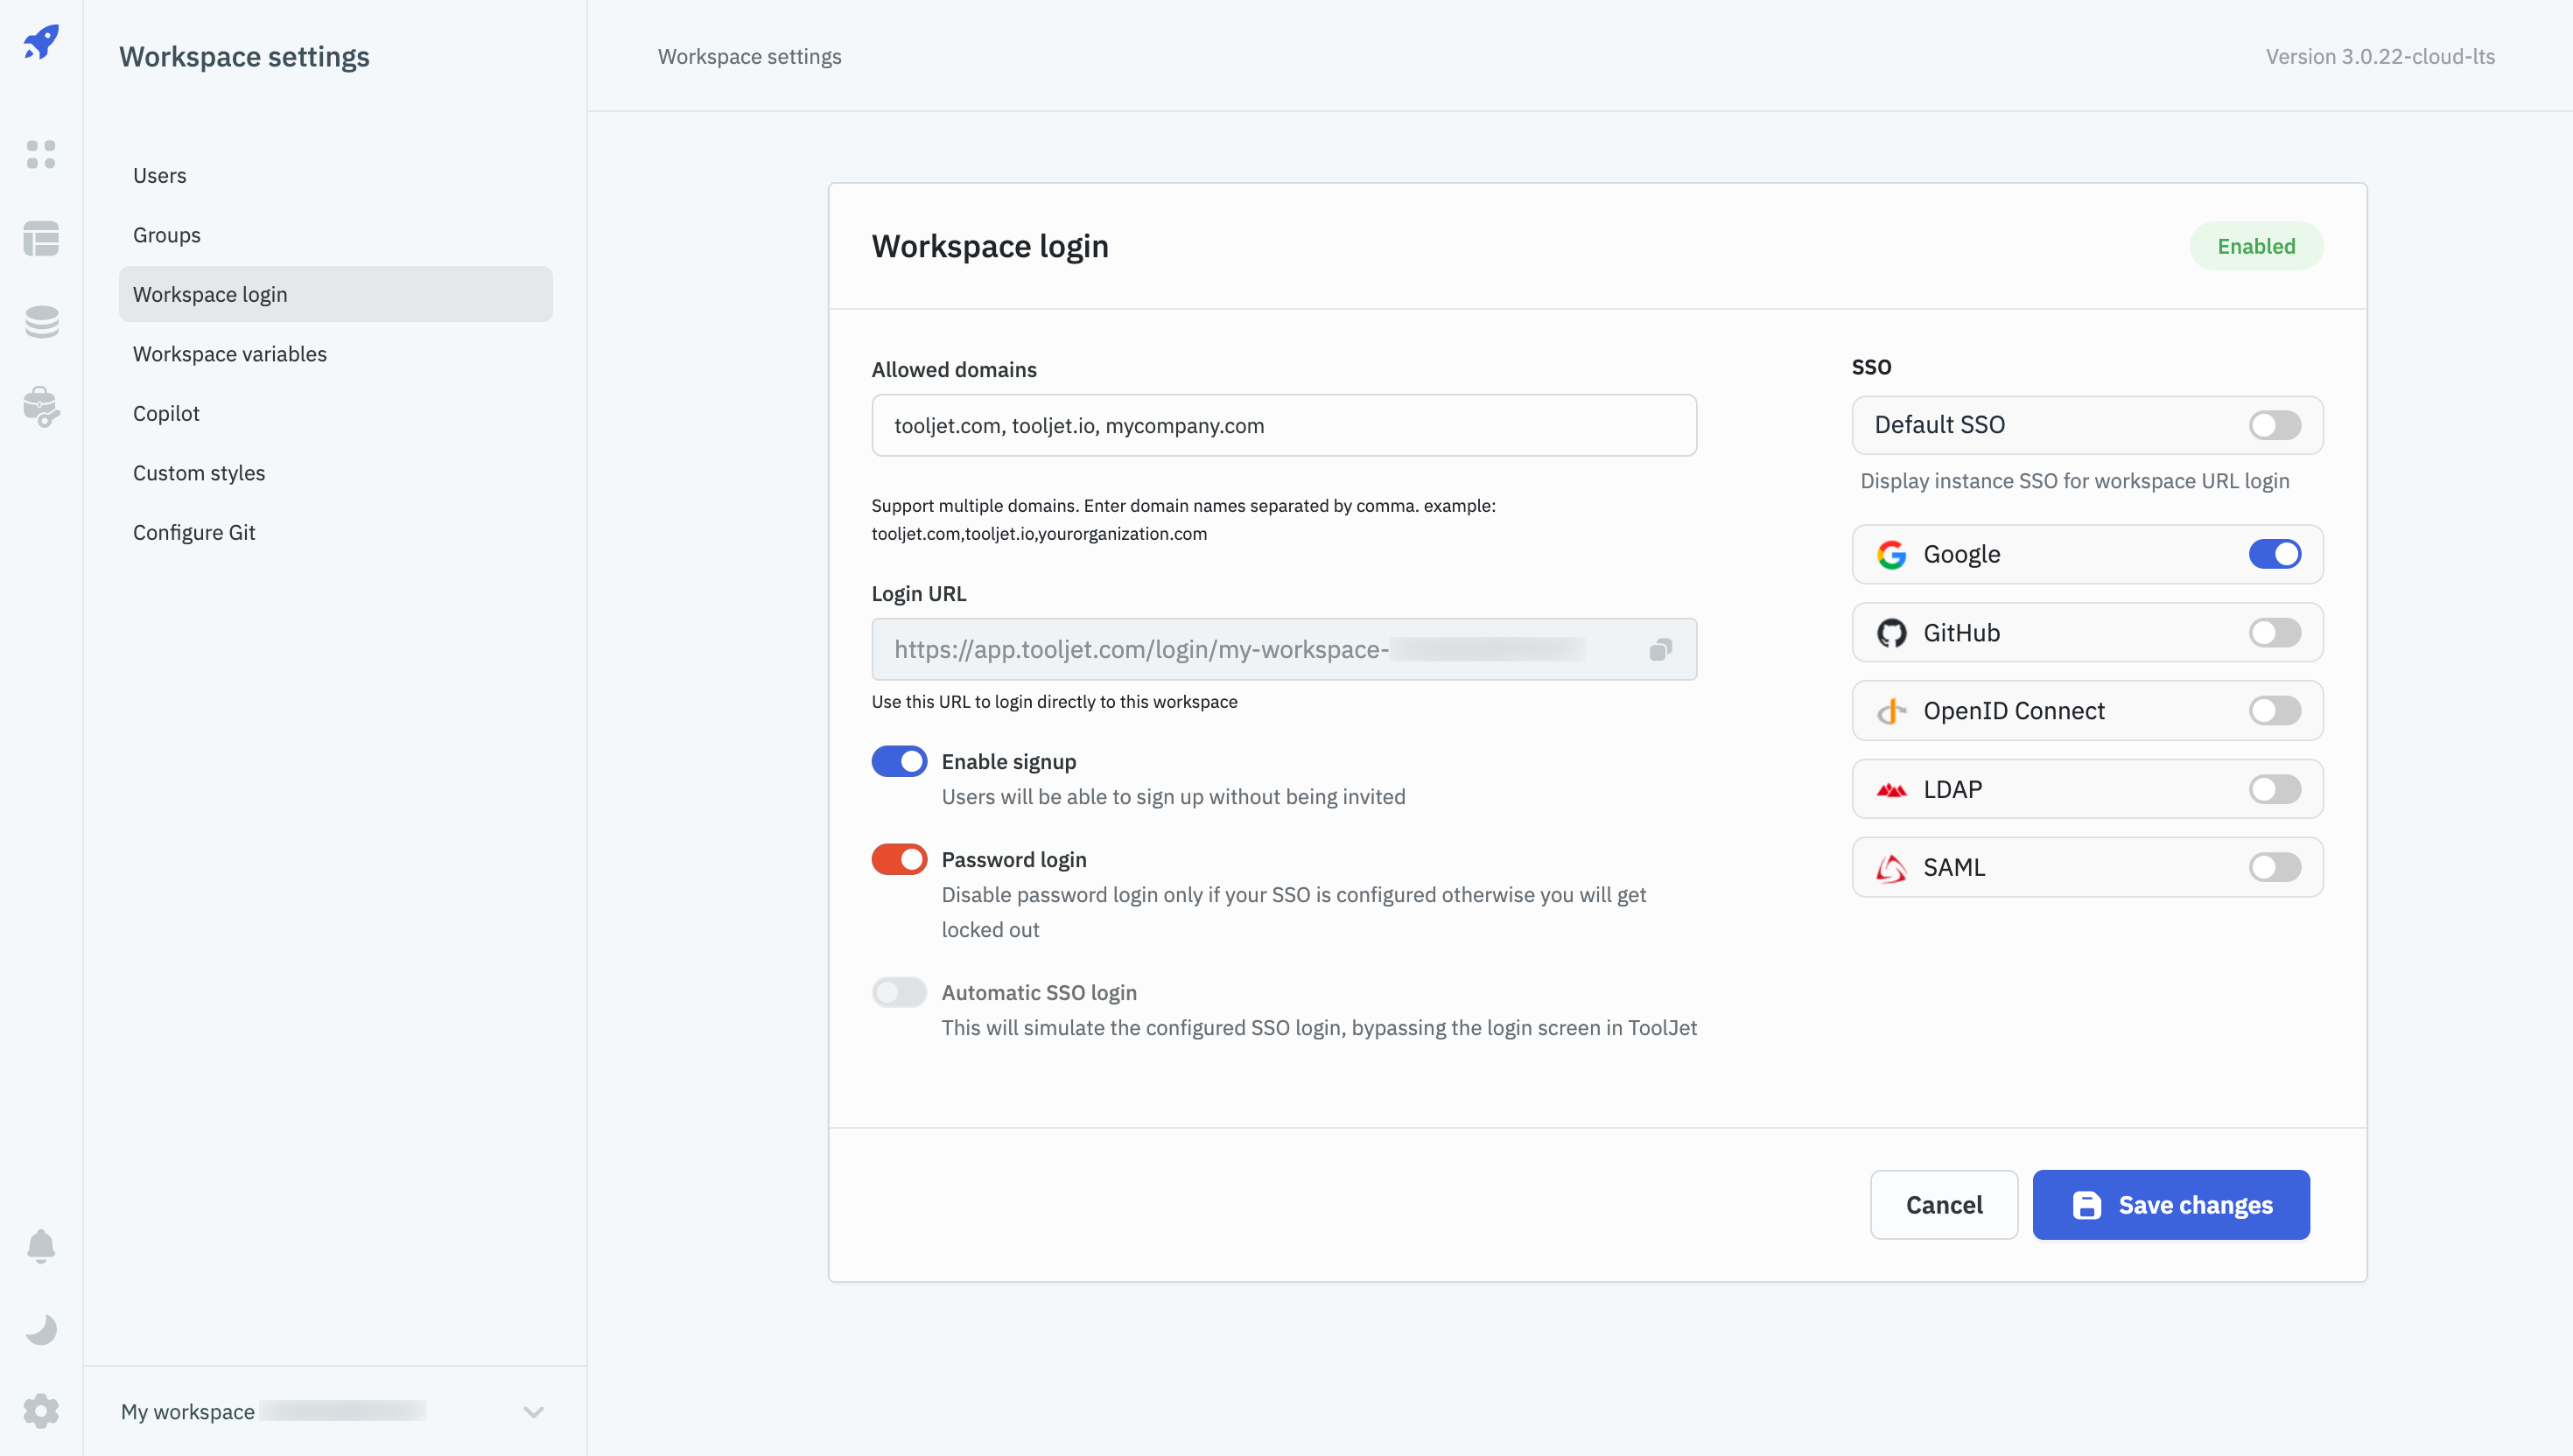 Workspace settings
Users
Groups
Workspace login
Workspace variables
Copilot
Custom styles
Configure Git
My workspace
Workspace settings
Version 3.0.22-cloud-lts
Workspace login
Enabled
Allowed domains
tooljet.com, tooljet.io, mycompany.com
Support multiple domains. Enter domain names separated by comma. example:
tooljet.com,tooljet.io,yourorganization.com
Login URL
https://app.tooljet.com/login/my-workspace-
Use this URL to login directly to this workspace
Enable signup
Users will be able to sign up without being invited
Password login
Disable password login only if your SSO is configured otherwise you will get
locked out
Automatic SSO login
This will simulate the configured SSO login, bypassing the login screen in ToolJet
SSO
Default SSO
Display instance SSO for workspace URL login
Google
GitHub
OpenID Connect
LDAP
SAML
Cancel
Save changes